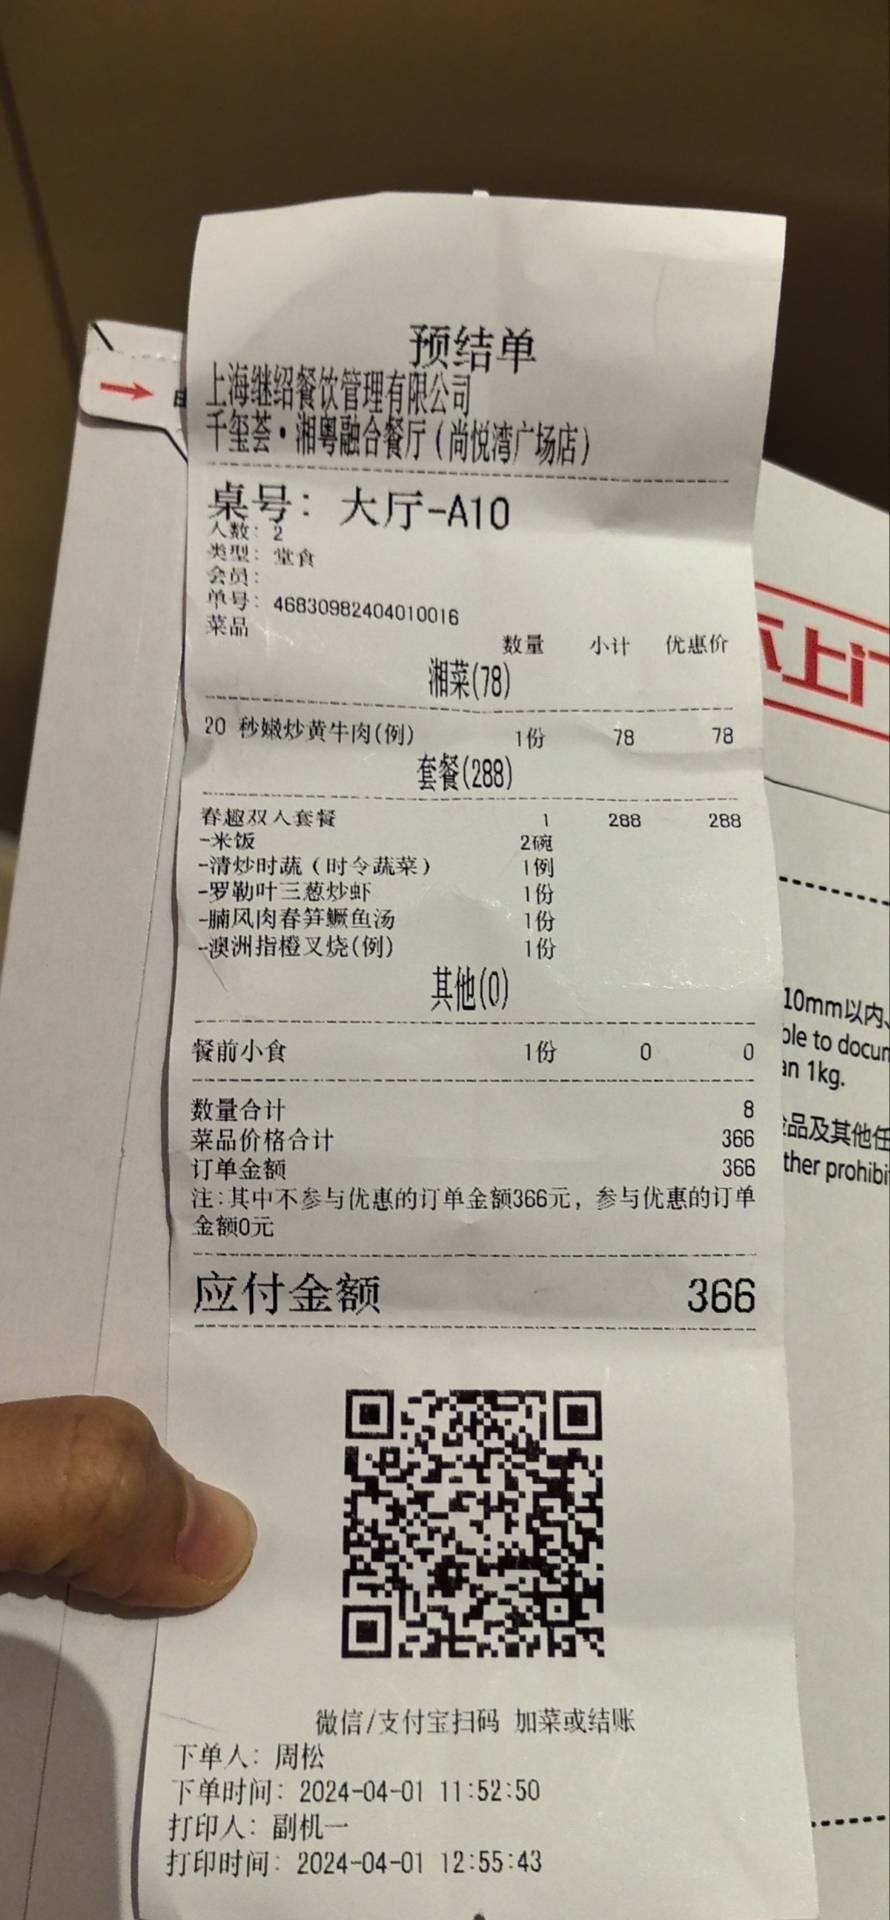 预结单
上海继绍餐饮管理有限公司
千玺荟·湘粤融合餐厅(尚悦湾广场店)
桌号: 大厅-A10
人数: 2
类型: 堂食
会员:
单号: 46830982404010016
菜品 数量 小计 优惠价
湘菜(78)
20 秒嫩炒黄牛肉(例) 1份 78 78
套餐(288)
春趣双人套餐 1 288 288
-米饭 2碗
-清炒时蔬(时令蔬菜) 1例
-罗勒叶三葱炒虾 1份
-腩风肉春笋鳜鱼汤 1份
-澳洲指橙叉烧(例) 1份
其他(0)
餐前小食 1份 0 0
数量合计 8
菜品价格合计 366
订单金额 366
注:其中不参与优惠的订单金额366元, 参与优惠的订单
金额0元
应付金额 366
微信/支付宝扫码 加菜或结账
下单人: 周松
下单时间: 2024-04-01 11:52:50
打印人: 副机一
打印时间: 2024-04-01 12:55:43
上门
10mm以内、
ble to docum
an 1kg.
品及其他任
ther prohibi